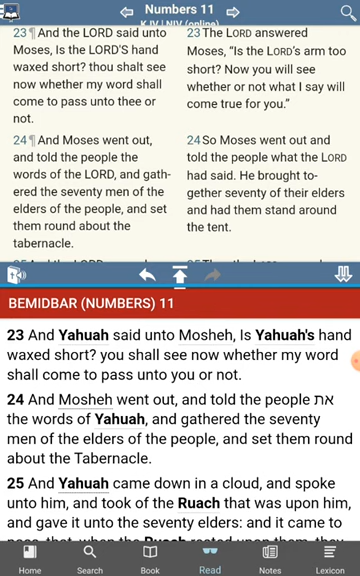 Numbers 11
KJV | NIV (online)
23 ¶ And the LORD said unto
Moses, Is the LORD'S hand
waxed short? thou shalt see
now whether my word shall
come to pass unto thee or
not.
24 ¶ And Moses went out,
and told the people the
words of the LORD, and gath-
ered the seventy men of the
elders of the people, and set
them round about the
tabernacle.
23 The LORD answered
Moses, “Is the LORD’s arm too
short? Now you will see
whether or not what I say will
come true for you.”
24 So Moses went out and
told the people what the LORD
had said. He brought to-
gether seventy of their elders
and had them stand around
the tent.
BEMIDBAR (NUMBERS) 11
23 And Yahuah said unto Mosheh, Is Yahuah's hand
waxed short? you shall see now whether my word
shall come to pass unto you or not.
24 And Mosheh went out, and told the people את
the words of Yahuah, and gathered the seventy
men of the elders of the people, and set them round
about the Tabernacle.
25 And Yahuah came down in a cloud, and spoke
unto him, and took of the Ruach that was upon him,
and gave it unto the seventy elders: and it came to
pass, that, when the Ruach rested upon them, they
Home
Search
Book
Read
Notes
Lexicon